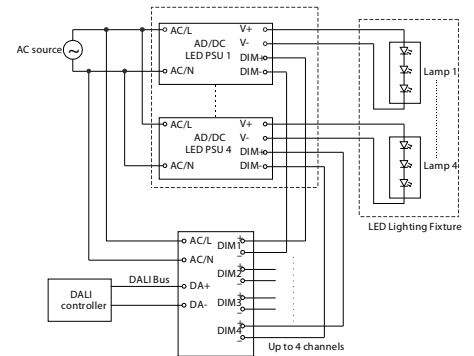 AC source
AC/L
AD/DC
LED PSU 1
AC/N
V+
V-
DIM+
DIM-
Lamp 1
AC/L
AD/DC
LED PSU 4
AC/N
V+
V-
DIM+
DIM-
Lamp 4
LED Lighting Fixture
AC/L
AC/N
DALI Bus
DA+
DA-
DALI
controller
+
DIM1
−
+
DIM2
−
+
DIM3
−
+
DIM4
−
Up to 4 channels